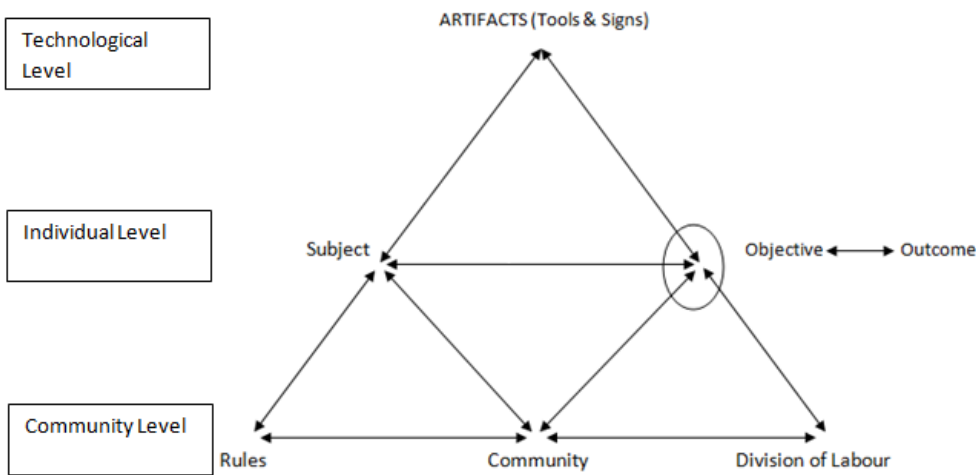 ARTIFACTS (Tools & Signs)
Technological
Level
Individual Level
Subject
Objective
Outcome
Community Level
Rules
Community
Division of Labour